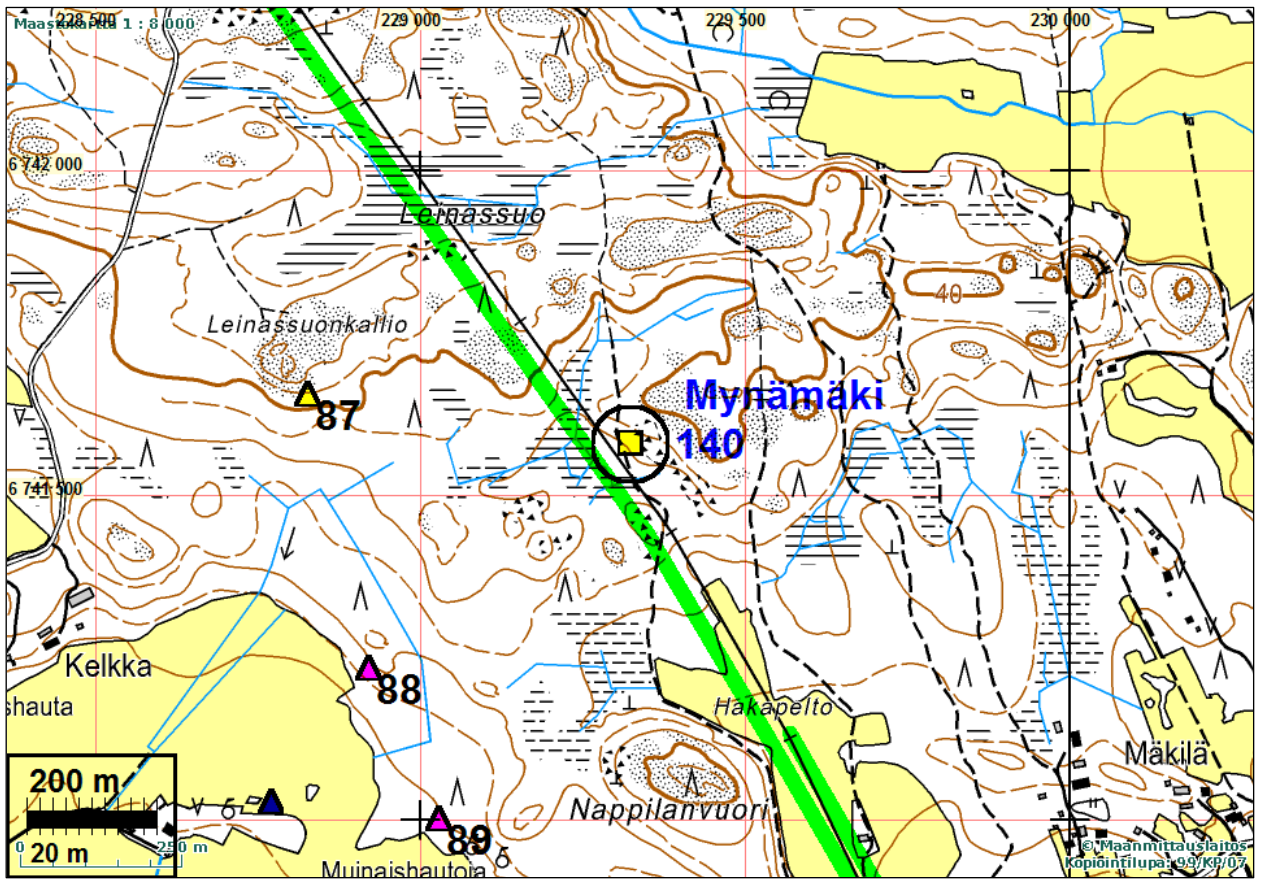 Maastokartta 1 : 8 000
228 500
229 000
229 500
230 000
6 742 000
Leinassuo
40
Leinassuonkallio
87
Mynämäki
140
6 741 500
Kelkka
88
shauta
Hakapelto
Mäkilä
200 m
Nappilanvuori
89
20 m
0
250 m
Muinaishautoja
© Maanmittauslaitos
Kopiointilupa: 99/KP/07